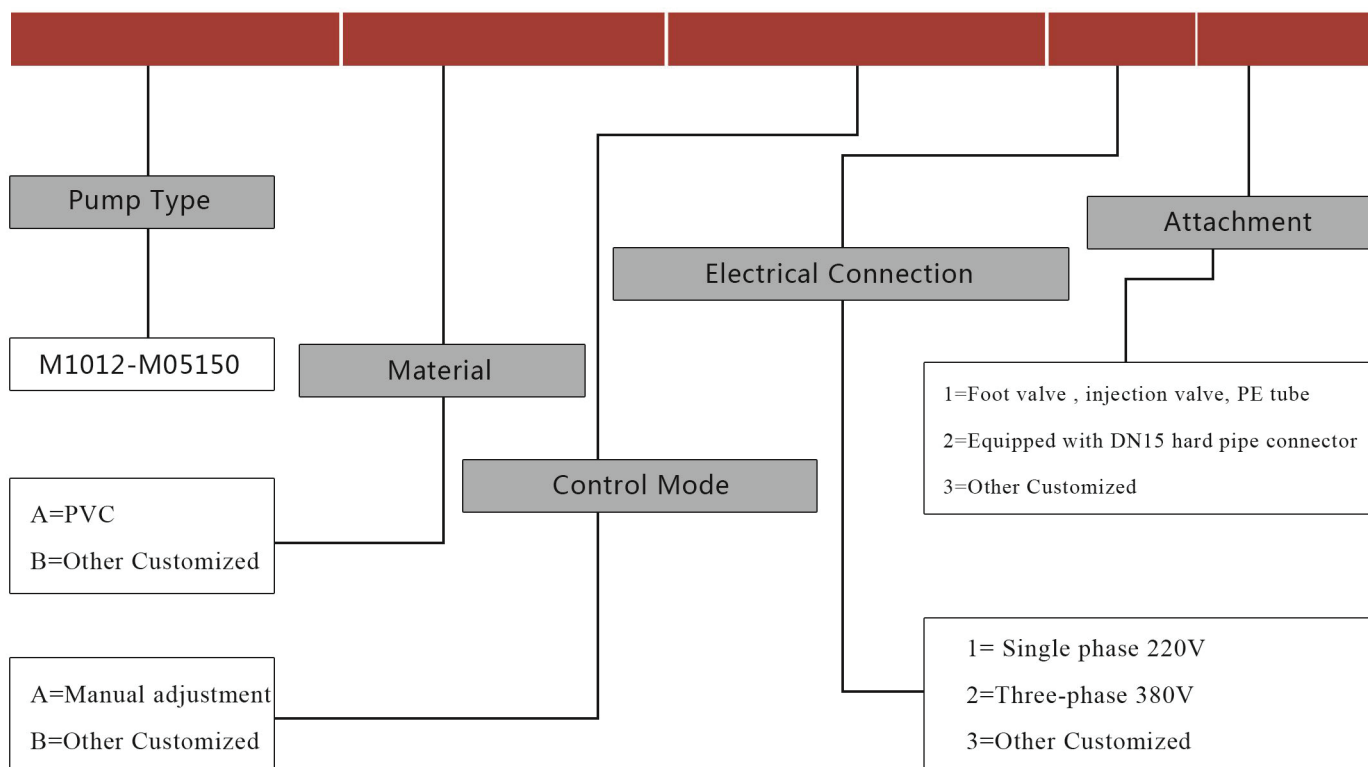 Pump Type
Attachment
Electrical Connection
M1012-M05150
Material
1=Foot valve , injection valve, PE tube
2=Equipped with DN15 hard pipe connector
3=Other Customized
Control Mode
A=PVC
B=Other Customized
1= Single phase 220V
2=Three-phase 380V
3=Other Customized
A=Manual adjustment
B=Other Customized